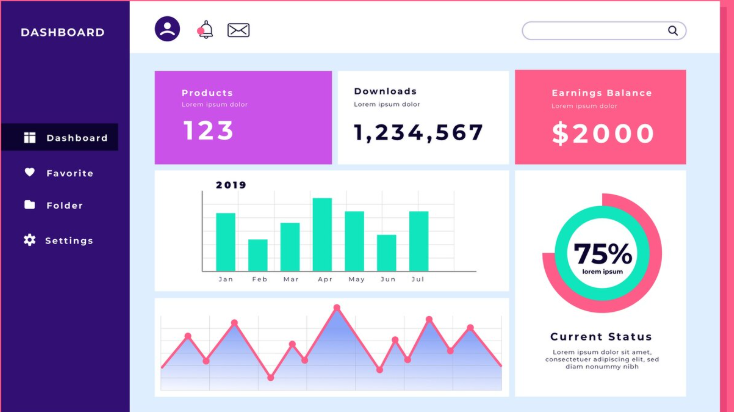 DASHBOARD
Dashboard
Favorite
Folder
Settings
Products
Lorem ipsum dolor
123
Downloads
Lorem ipsum dolor
1,234,567
Earnings Balance
Lorem ipsum dolor
$2000
2019
Jan Feb Mar Apr May Jun Jul
75%
lorem ipsum
Current Status
Lorem ipsum dolor sit amet,
consectetuer adipiscing elit, sed
diam nonummy nibh